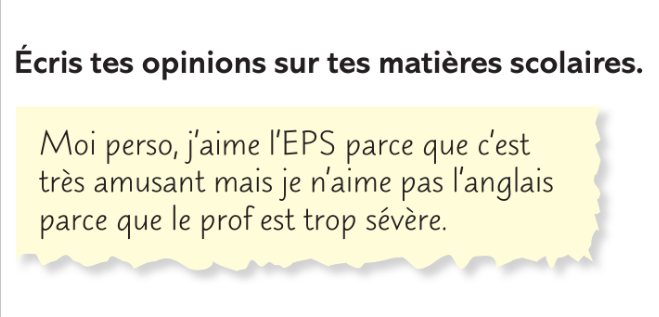 Écris tes opinions sur tes matières scolaires.
Moi perso, j'aime l'EPS parce que c'est
très amusant mais je n'aime pas l'anglais
parce que le prof est trop sévère.